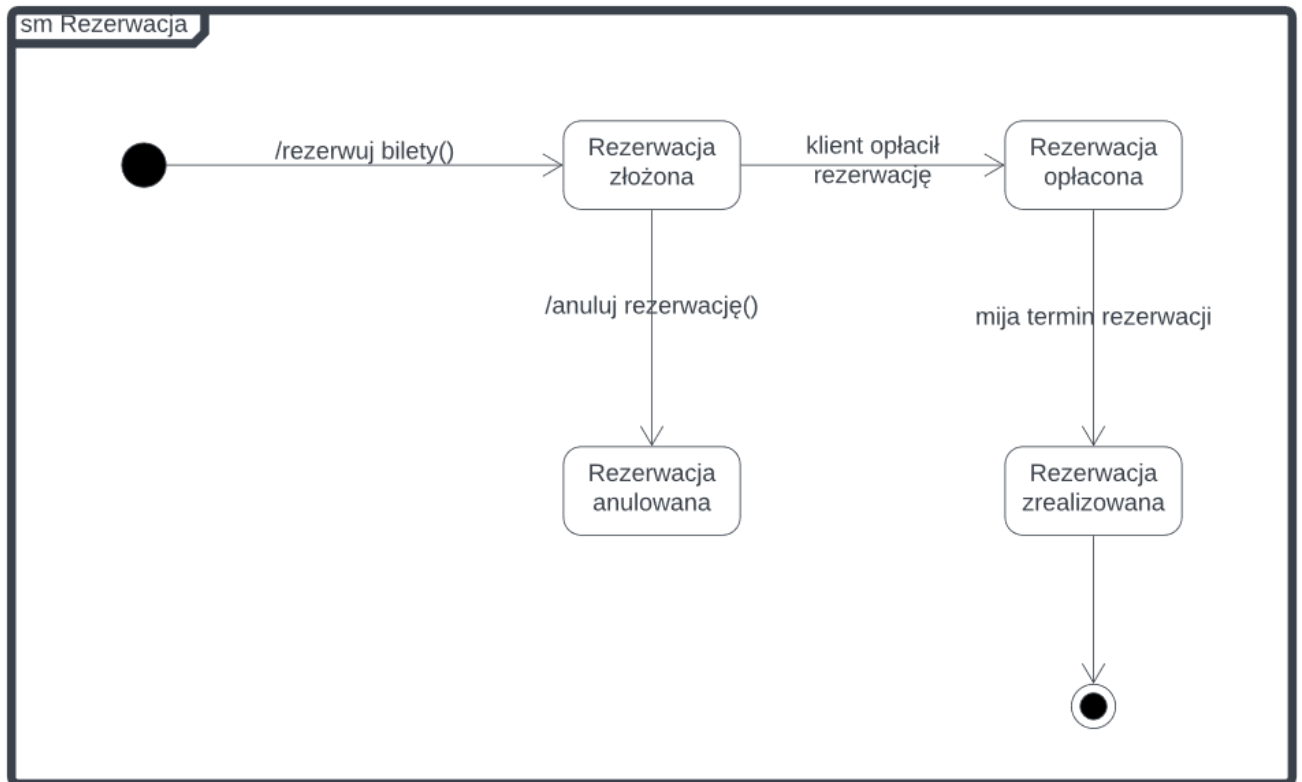 sm Rezerwacja
/rezerwuj bilety()
Rezerwacja
złożona
klient opłacił
rezerwację
Rezerwacja
opłacona
/anuluj rezerwację()
mija termin rezerwacji
Rezerwacja
anulowana
Rezerwacja
zrealizowana